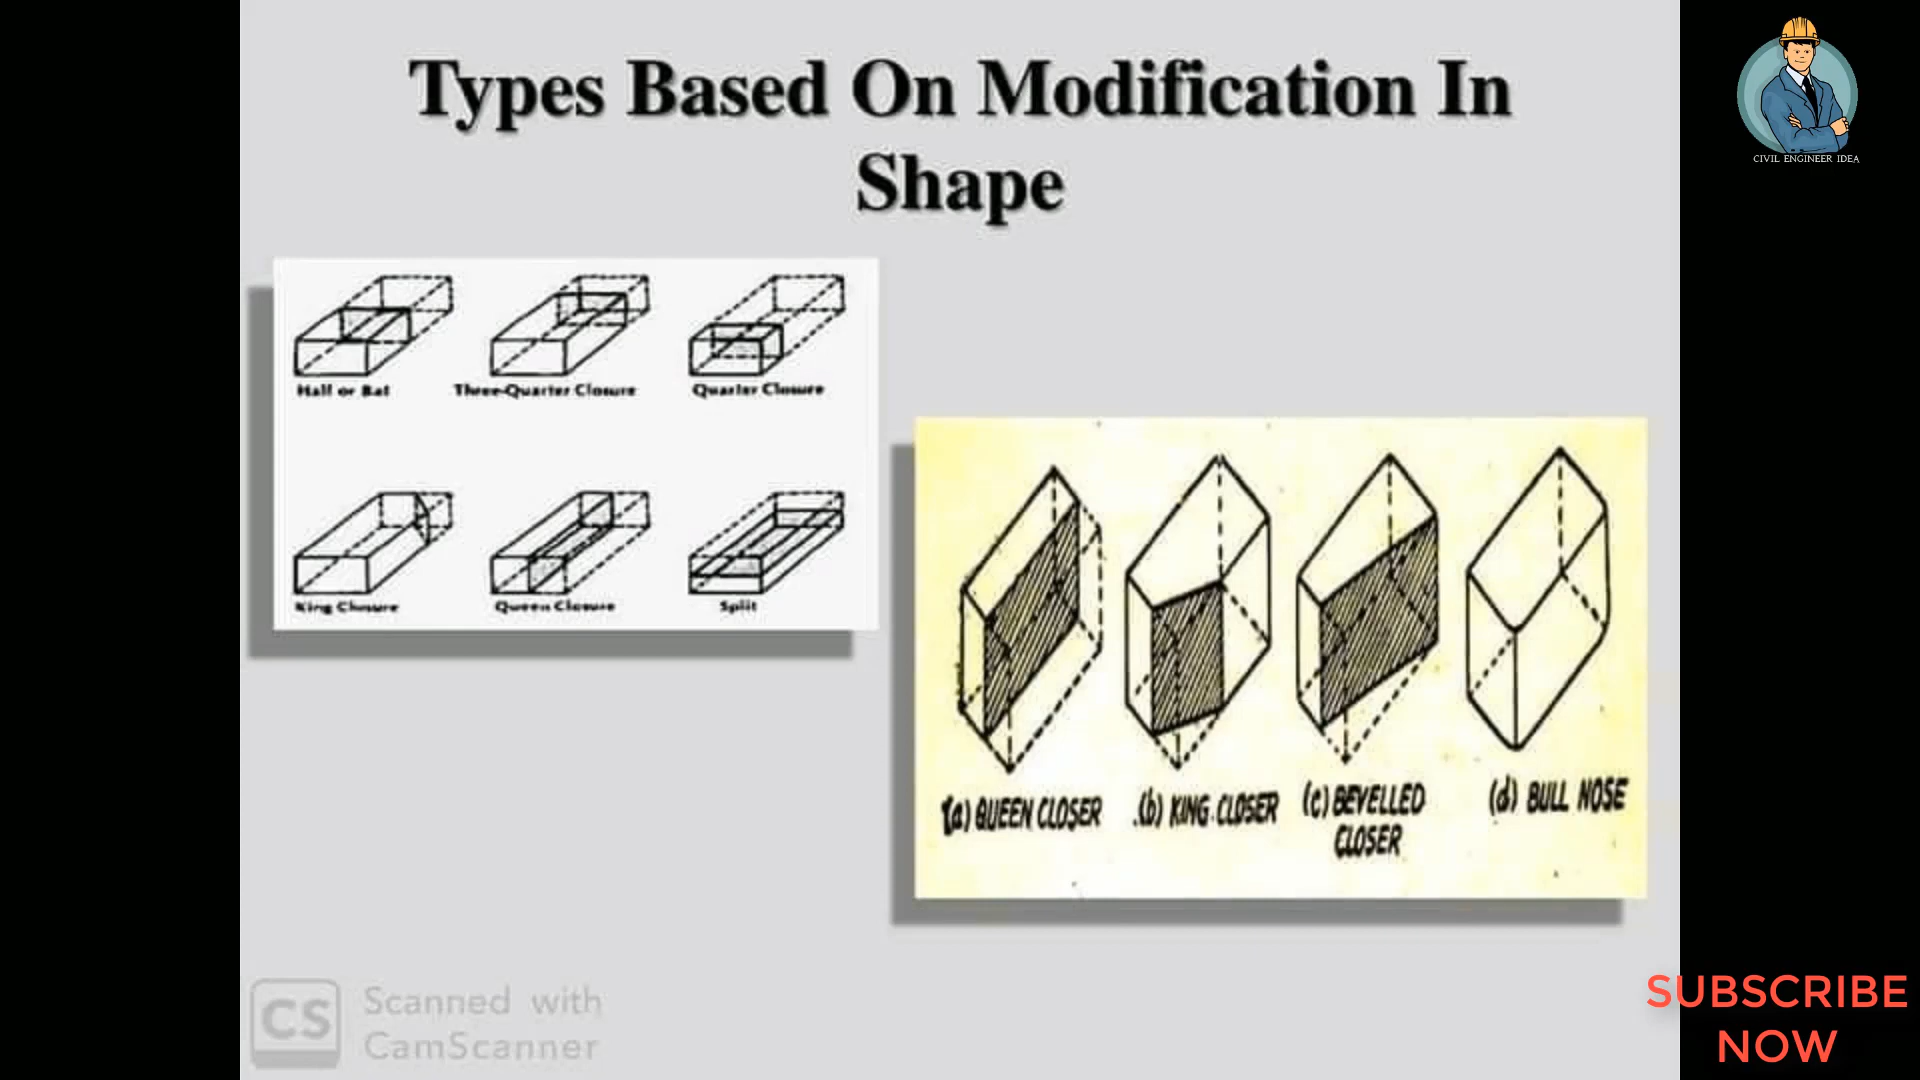 Types Based On Modification In
Shape
CIVIL ENGINEER IDEA
Half or Bat
Three-Quarter Closure
Quarter Closure
King Closure
Queen Closure
Split
(a) QUEEN CLOSER
(b) KING CLOSER
(c) BEVELLED
CLOSER
(d) BULL NOSE
CS
Scanned with
CamScanner
SUBSCRIBE
NOW